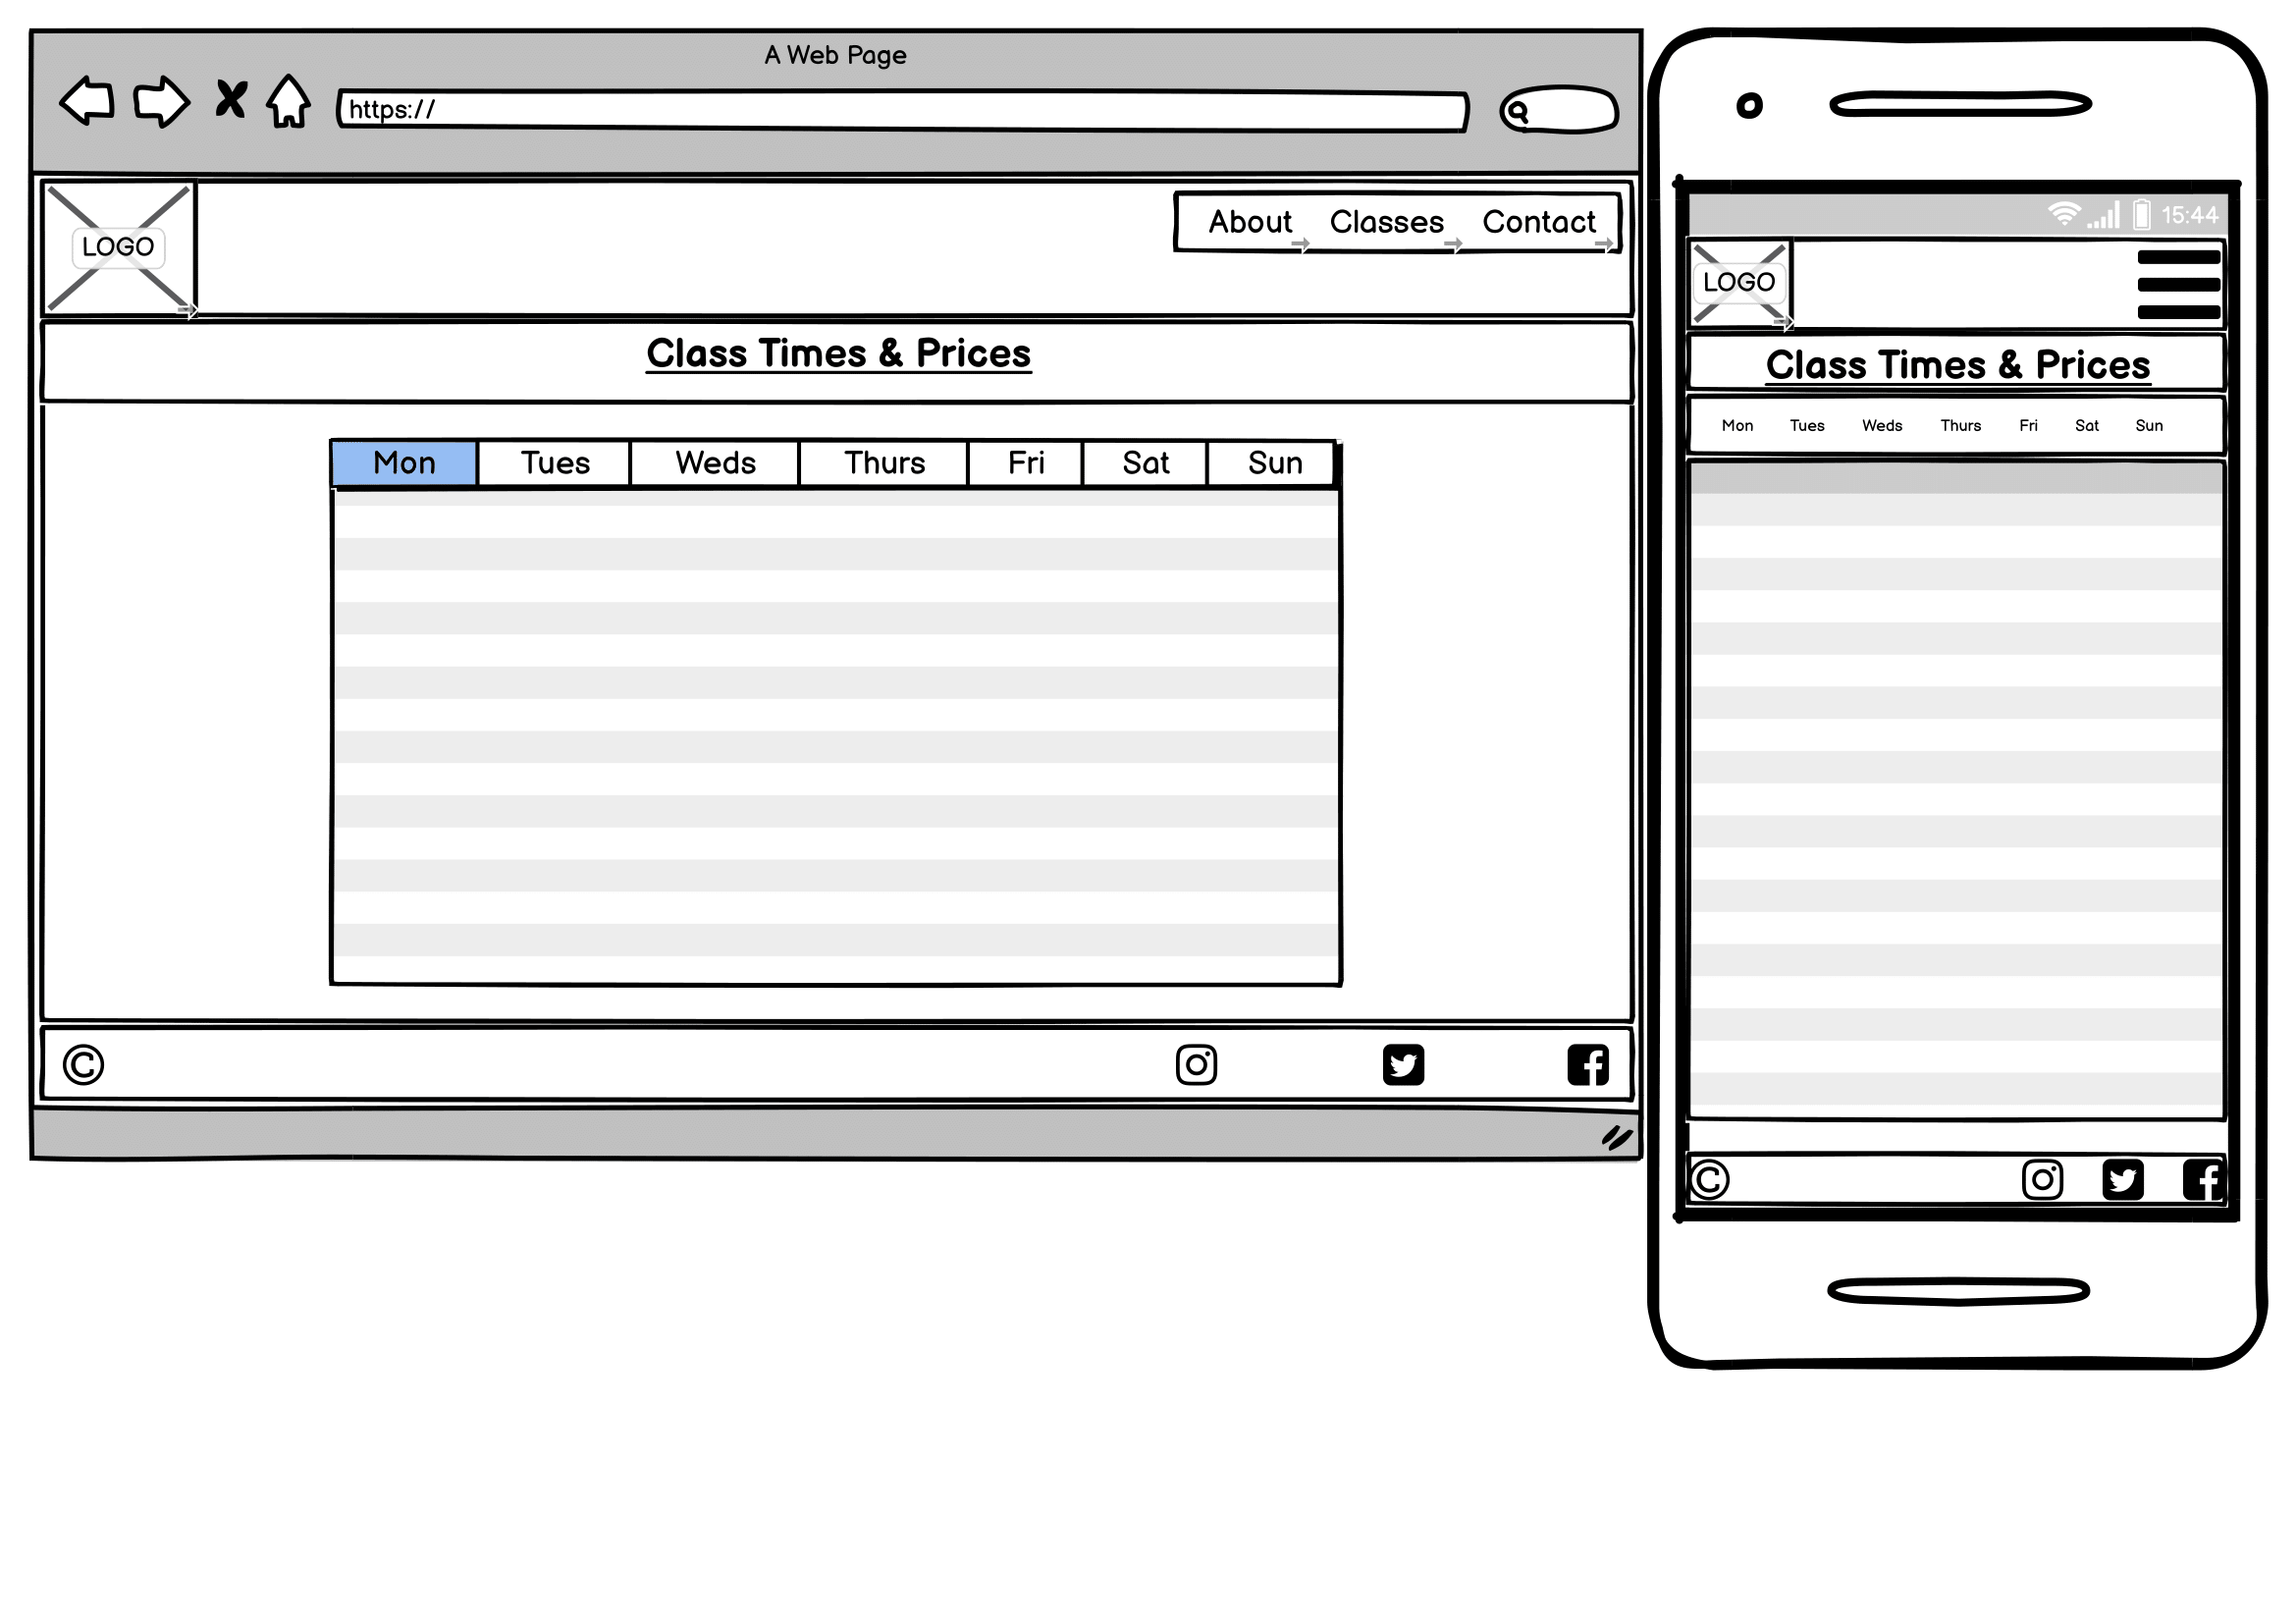 A Web Page
https://
LOGO
About Classes Contact
Class Times & Prices
Mon Tues Weds Thurs Fri Sat Sun
©
15:44
LOGO
Class Times & Prices
Mon Tues Weds Thurs Fri Sat Sun
©